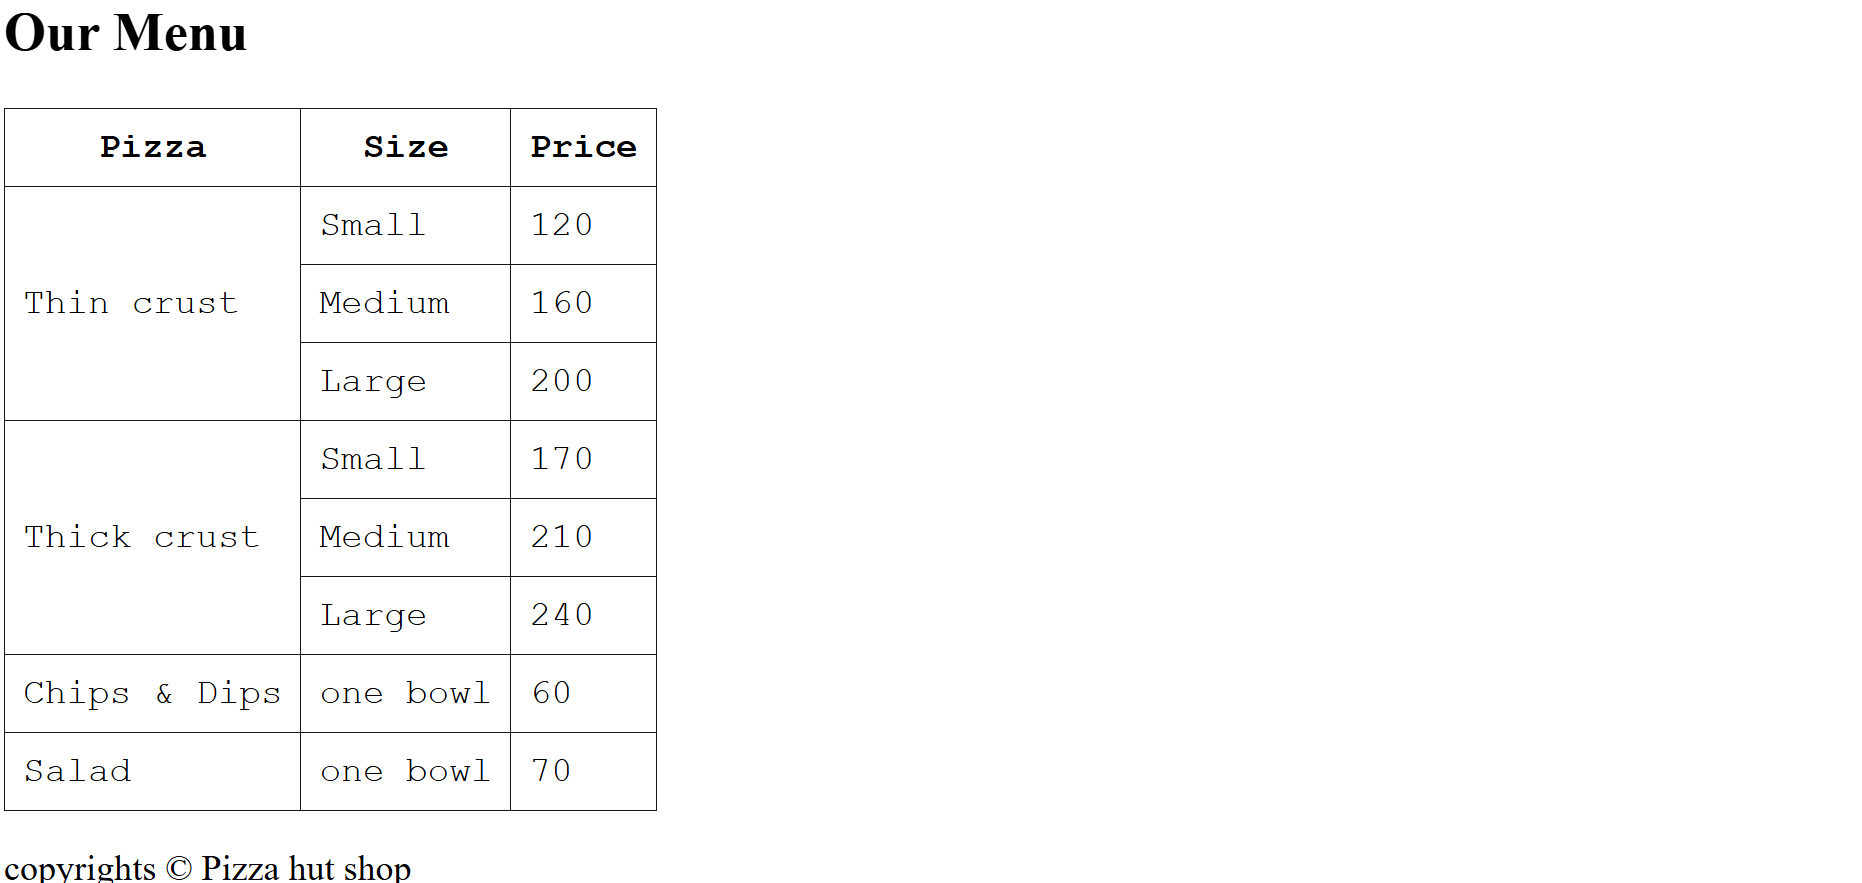 Our Menu
Pizza Size Price
Thin crust Small 120
Medium 160
Large 200
Thick crust Small 170
Medium 210
Large 240
Chips & Dips one bowl 60
Salad one bowl 70
copyrights © Pizza hut shop